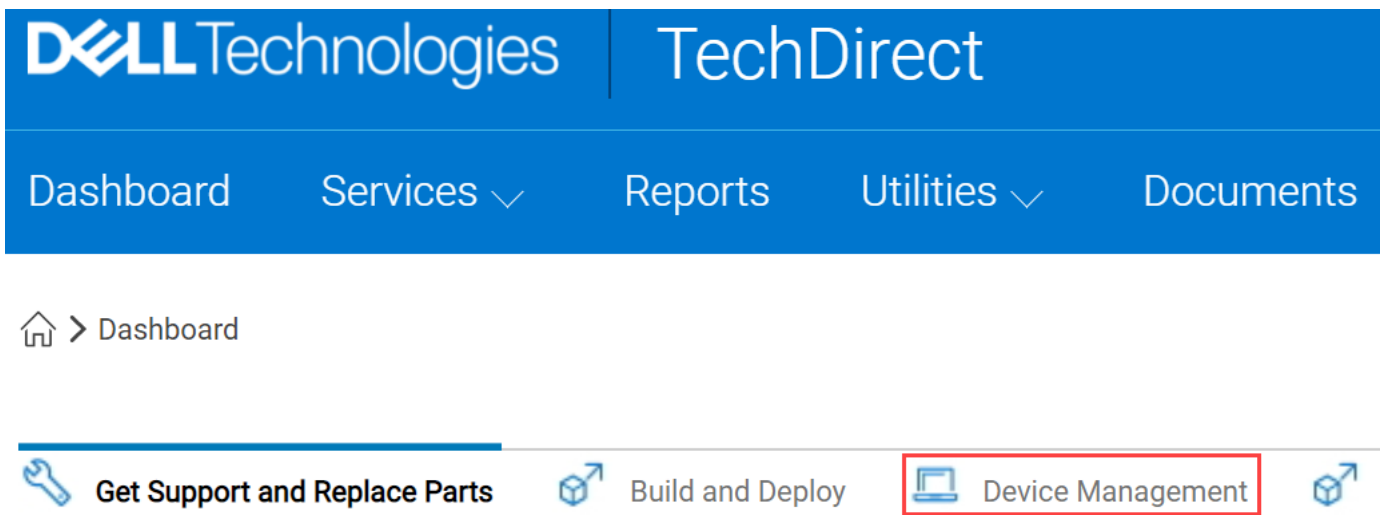 DELLTechnologies TechDirect
Dashboard Services Reports Utilities Documents
Dashboard
Get Support and Replace Parts Build and Deploy Device Management